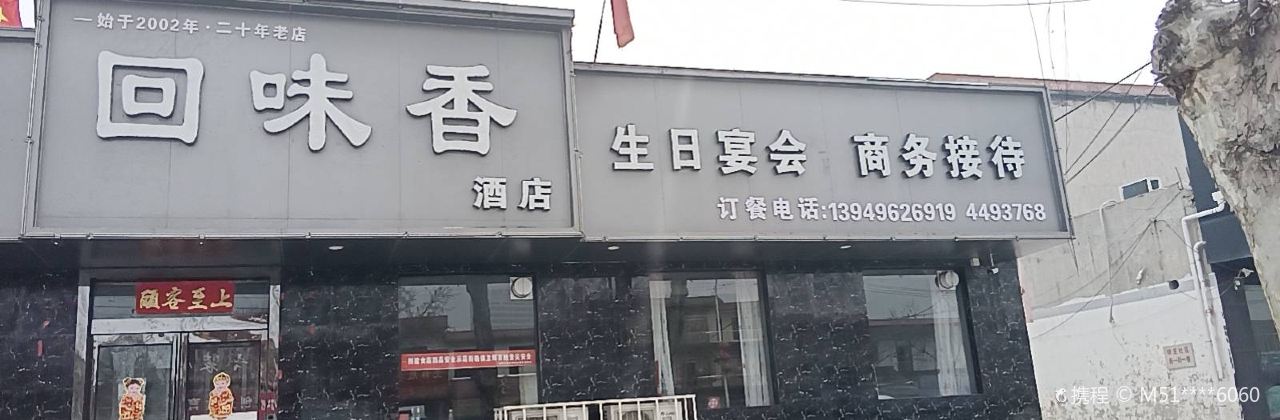 —始于2002年·二十年老店
回味香
酒店
生日宴会 商务接待
订餐电话:13949626919 4493768
顧客至上
携程 © M51****6060